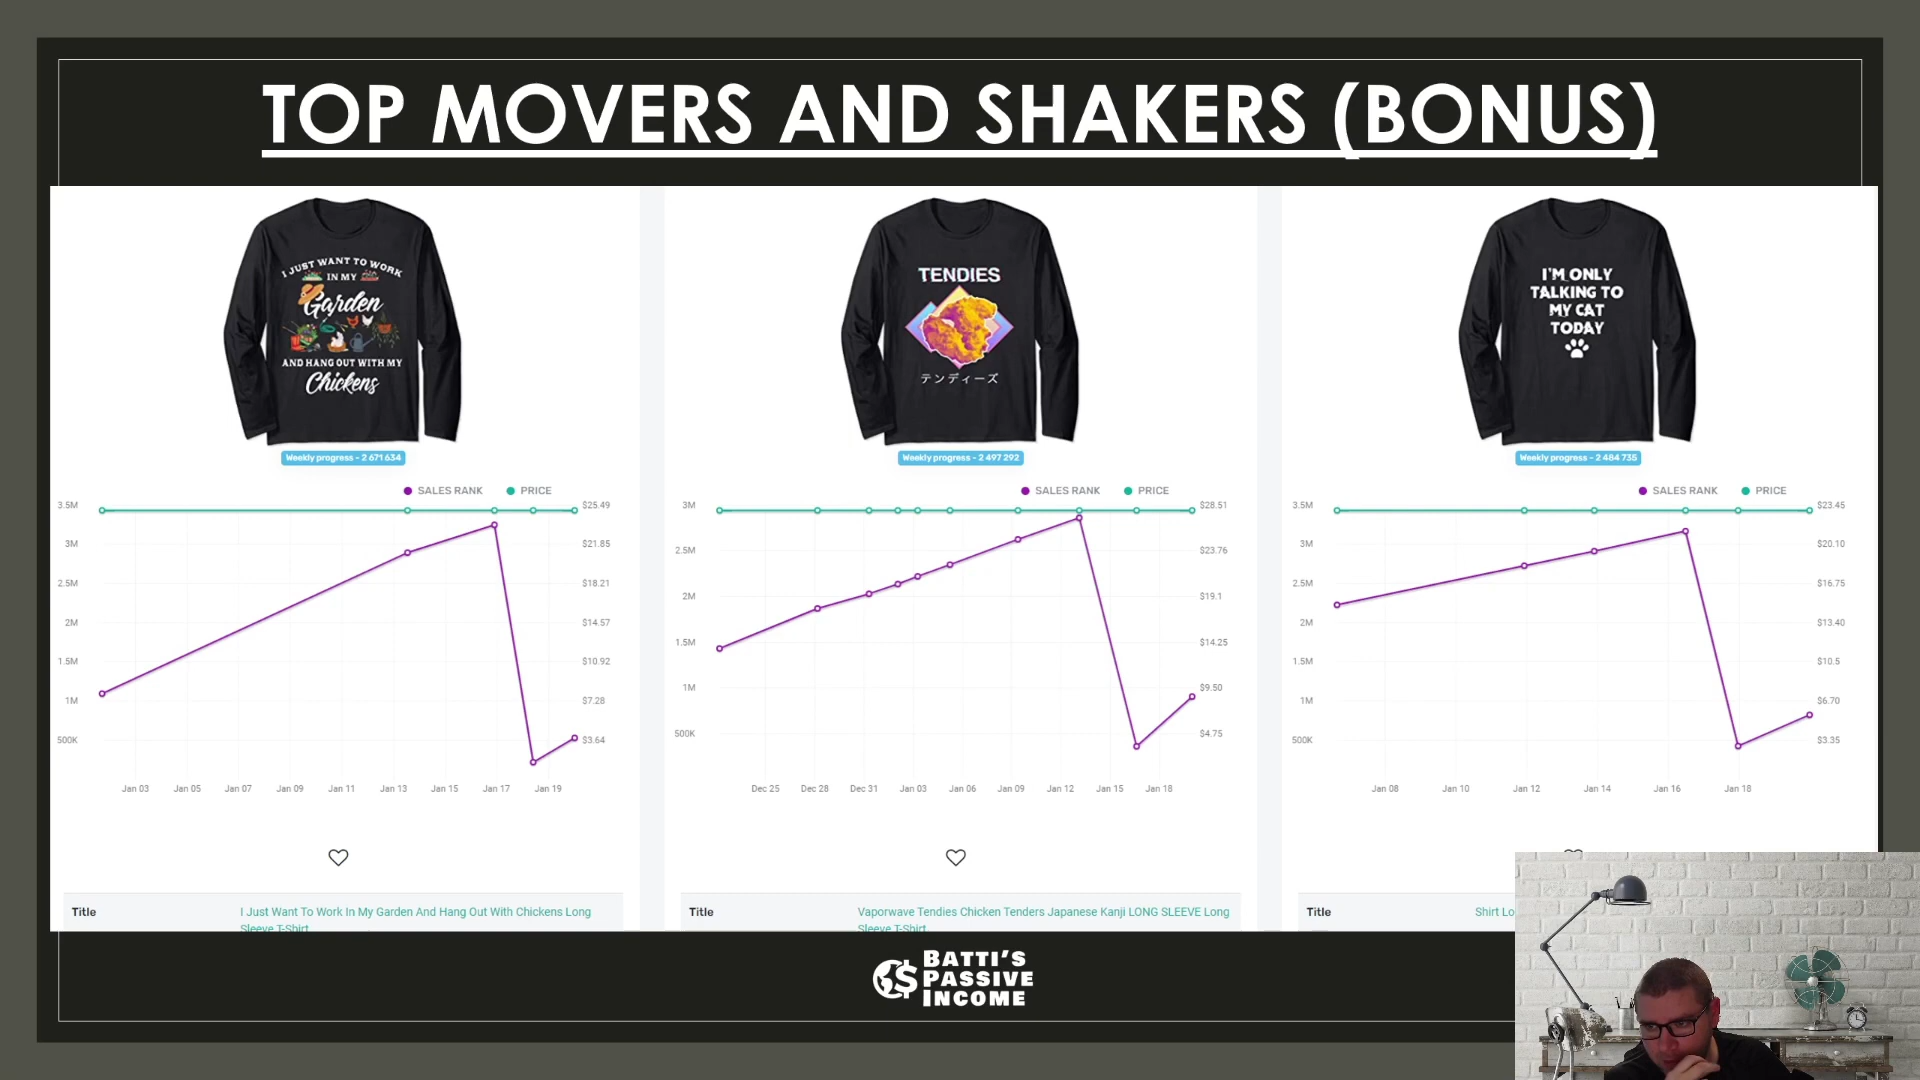 TOP MOVERS AND SHAKERS (BONUS)
I JUST WANT TO WORK
IN MY
Garden
AND HANG OUT WITH MY
Chickens
Weekly progress - 2 671 634
SALES RANK
PRICE
3.5M
3M
2.5M
2M
1.5M
1M
500K
$25.49
$21.85
$18.21
$14.57
$10.92
$7.28
$3.64
Jan 03
Jan 05
Jan 07
Jan 09
Jan 11
Jan 13
Jan 15
Jan 17
Jan 19
Title
I Just Want To Work In My Garden And Hang Out With Chickens Long
Sleeve T-Shirt
TENDIES
テンディーズ
Weekly progress - 2 497 292
SALES RANK
PRICE
3M
2.5M
2M
1.5M
1M
500K
$28.51
$23.76
$19.1
$14.25
$9.50
$4.75
Dec 25
Dec 28
Dec 31
Jan 03
Jan 06
Jan 09
Jan 12
Jan 15
Jan 18
Title
Vaporwave Tendies Chicken Tenders Japanese Kanji LONG SLEEVE Long
Sleeve T-Shirt
I'M ONLY
TALKING TO
MY CAT
TODAY
Weekly progress - 2 484 735
SALES RANK
PRICE
3.5M
3M
2.5M
2M
1.5M
1M
500K
$23.45
$20.10
$16.75
$13.40
$10.5
$6.70
$3.35
Jan 08
Jan 10
Jan 12
Jan 14
Jan 16
Jan 18
Title
Shirt Lo
BATTI'S
PASSIVE
INCOME